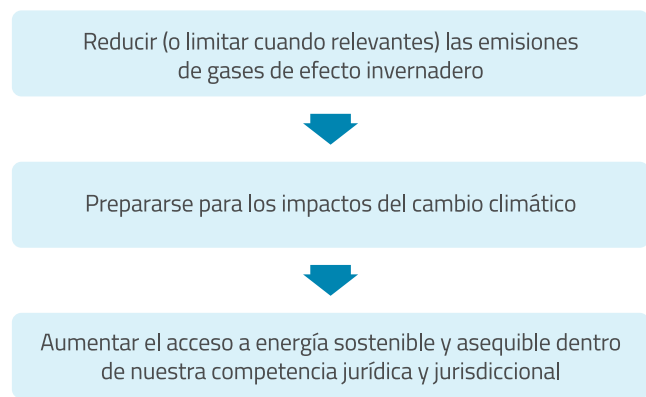 Reducir (o limitar cuando relevantes) las emisiones
de gases de efecto invernadero
Prepararse para los impactos del cambio climático
Aumentar el acceso a energía sostenible y asequible dentro
de nuestra competencia jurídica y jurisdiccional